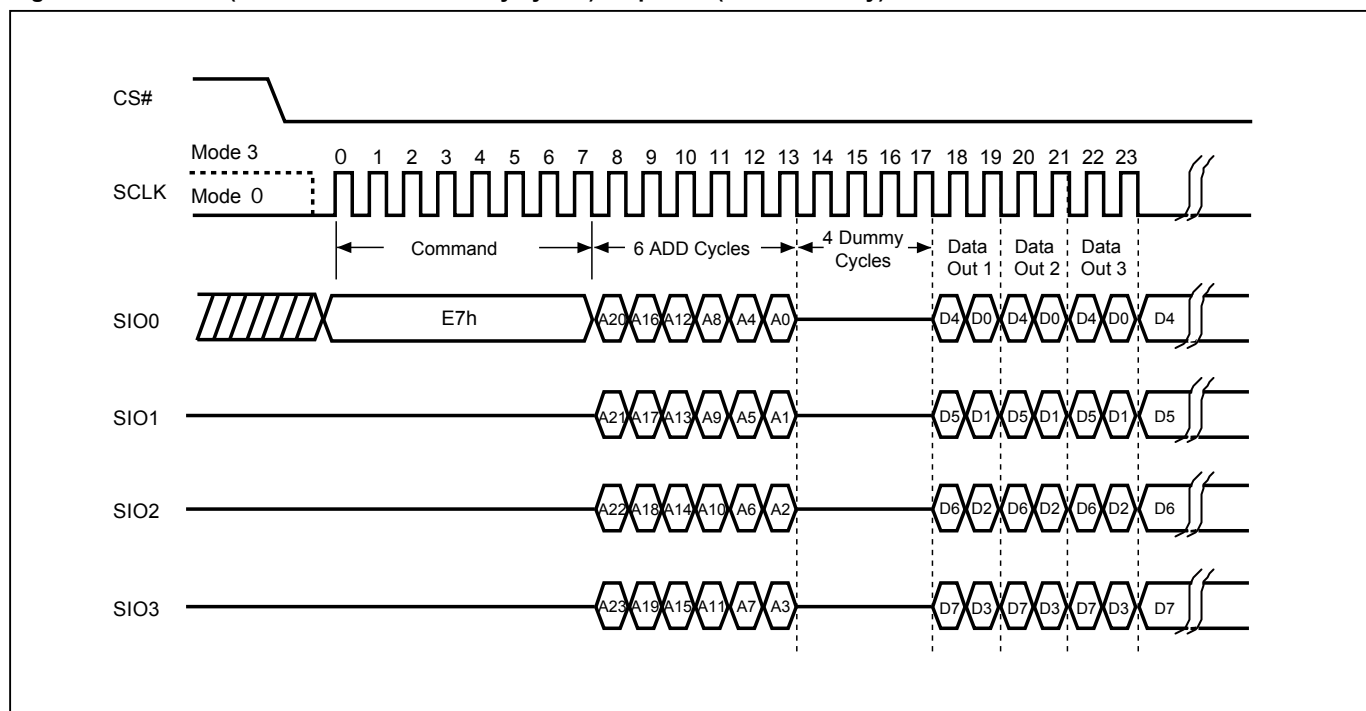 CS#
Mode 3
0 1 2 3 4 5 6 7 8 9 10 11 12 13 14 15 16 17 18 19 20 21 22 23
SCLK
Mode 0
Command
6 ADD Cycles
4 Dummy
Cycles
Data
Out 1
Data
Out 2
Data
Out 3
SIO0
E7h
A20 A16 A12 A8 A4 A0
D4 D0 D4 D0 D4 D0 D4
SIO1
A21 A17 A13 A9 A5 A1
D5 D1 D5 D1 D5 D1 D5
SIO2
A22 A18 A14 A10 A6 A2
D6 D2 D6 D2 D6 D2 D6
SIO3
A23 A19 A15 A11 A7 A3
D7 D3 D7 D3 D7 D3 D7